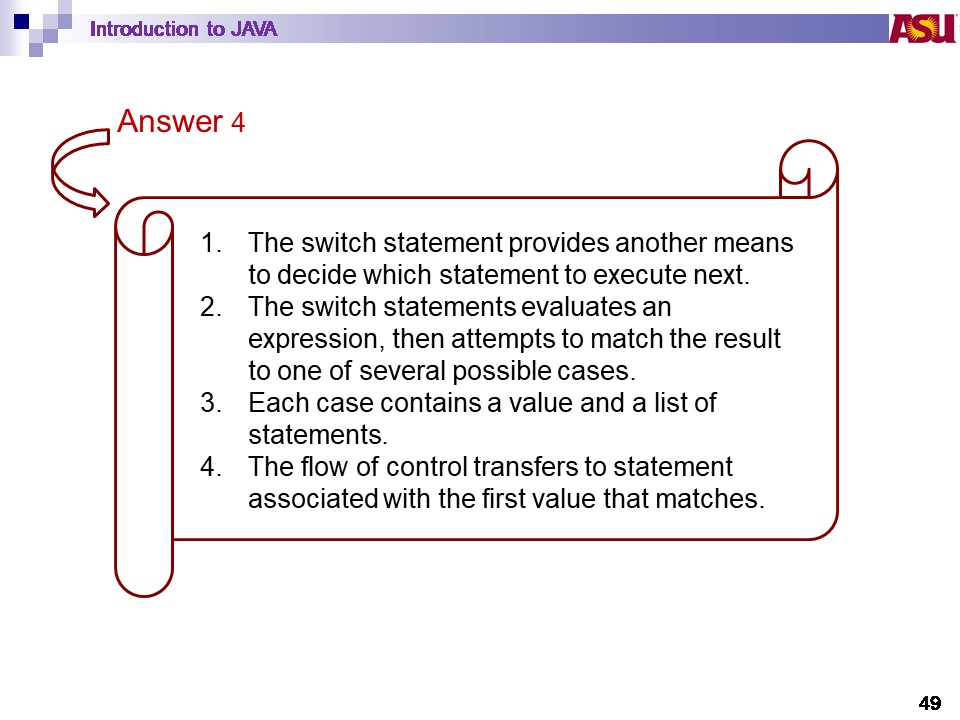 Introduction to JAVA
ASU
Answer 4
1. The switch statement provides another means
to decide which statement to execute next.
2. The switch statements evaluates an
expression, then attempts to match the result
to one of several possible cases.
3. Each case contains a value and a list of
statements.
4. The flow of control transfers to statement
associated with the first value that matches.
49